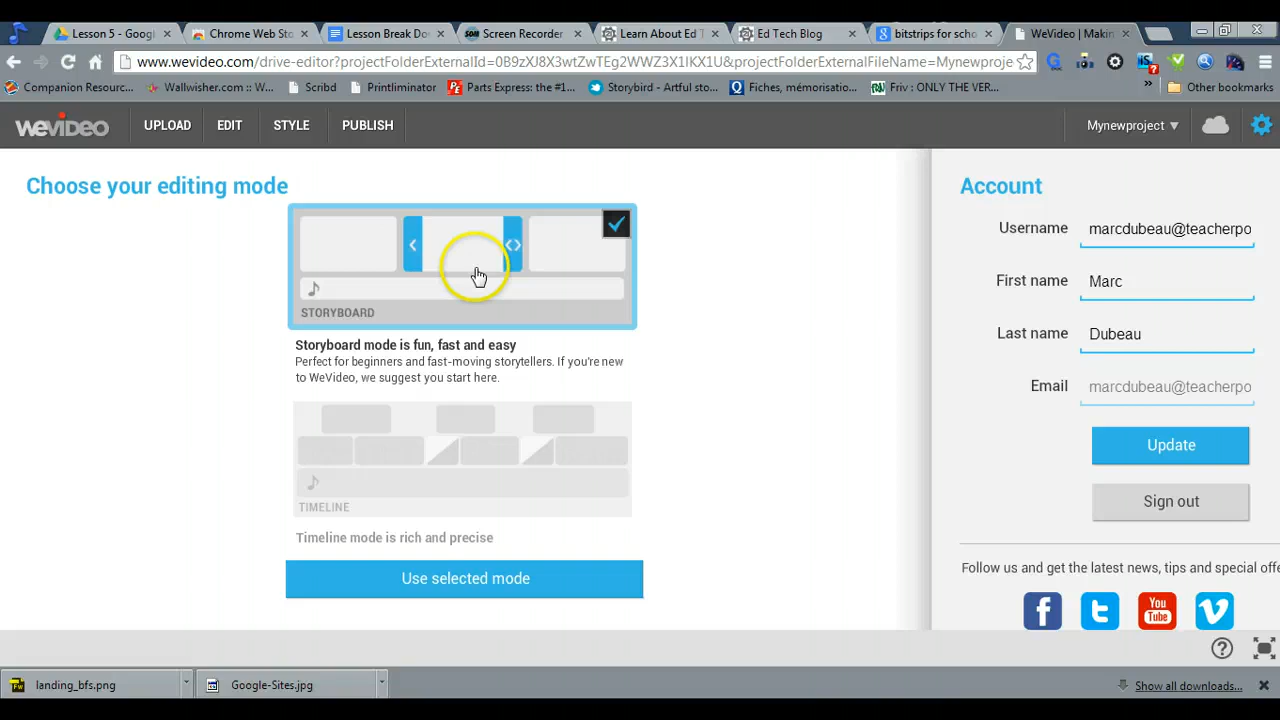 Lesson 5 - Goog
Chrome Web Sto
Lesson Break Do
Screen Recorder
Learn About Ed T
Ed Tech Blog
bitstrips for scho
WeVideo | Makin
www.wevideo.com/drive-editor?projectFolderExternalId=0B9zXJ8X3wtZwTEg2WWZ3X1lKX1U&projectFolderExternalFileName=Mynewproje
Companion Resourc...
Wallwisher.com :: W...
Scribd
Printliminator
Parts Express: the #1...
Storybird - Artful sto...
Fiches, mémorisatio...
Friv : ONLY THE VER...
»
Other bookmarks
WEVIDEO
UPLOAD
EDIT
STYLE
PUBLISH
Mynewproject
Choose your editing mode
STORYBOARD
Storyboard mode is fun, fast and easy
Perfect for beginners and fast-moving storytellers. If you're new
to WeVideo, we suggest you start here.
TIMELINE
Timeline mode is rich and precise
Use selected mode
Account
Username
marcdubeau@teacherpo
First name
Marc
Last name
Dubeau
Email
marcdubeau@teacherpo
Update
Sign out
Follow us and get the latest news, tips and special offe
You
Tube
landing_bfs.png
Google-Sites.jpg
Show all downloads...